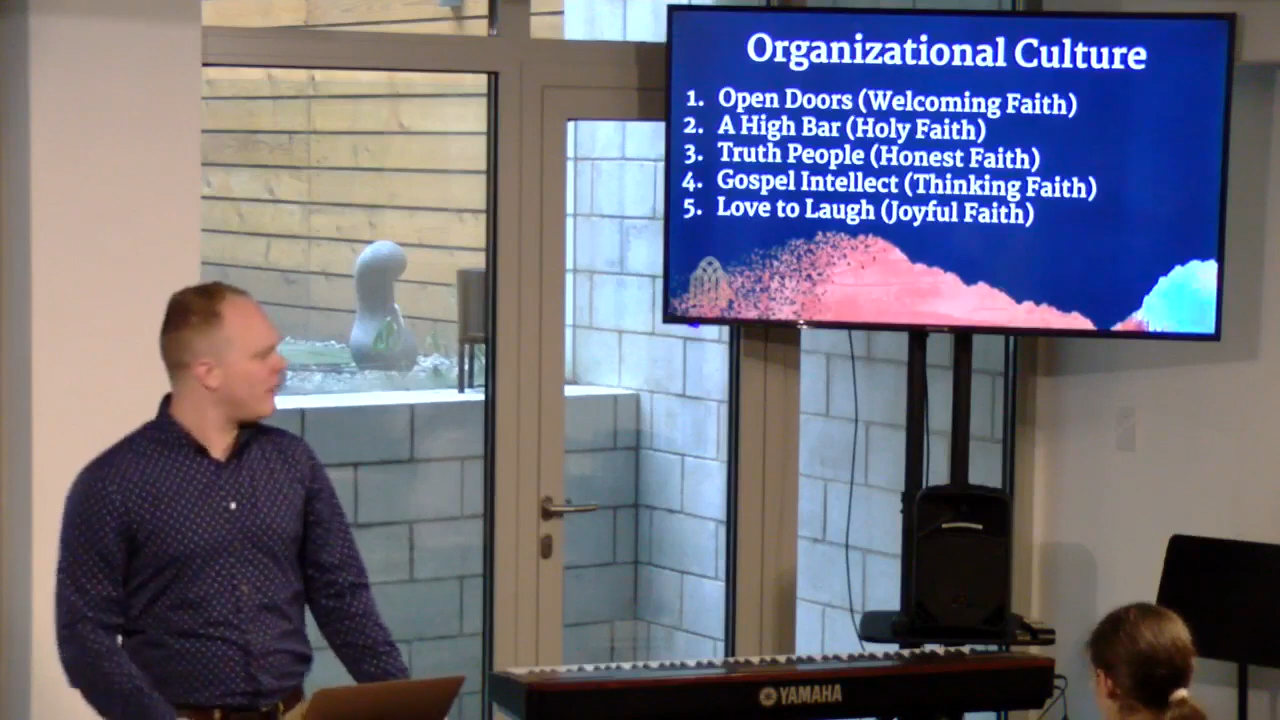 Organizational Culture
1. Open Doors (Welcoming Faith)
2. A High Bar (Holy Faith)
3. Truth People (Honest Faith)
4. Gospel Intellect (Thinking Faith)
5. Love to Laugh (Joyful Faith)
YAMAHA